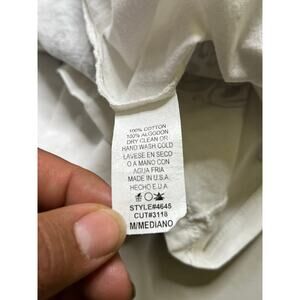 100% COTTON
100% ALGODON
DRY CLEAN OR
HAND WASH COLD
LAVESE EN SECO
O A MANO CON
AGUA FRIA
MADE IN U.S.A.
HECHO E.U.A.
STYLE#4645
CUT#3118
M/MEDIANO